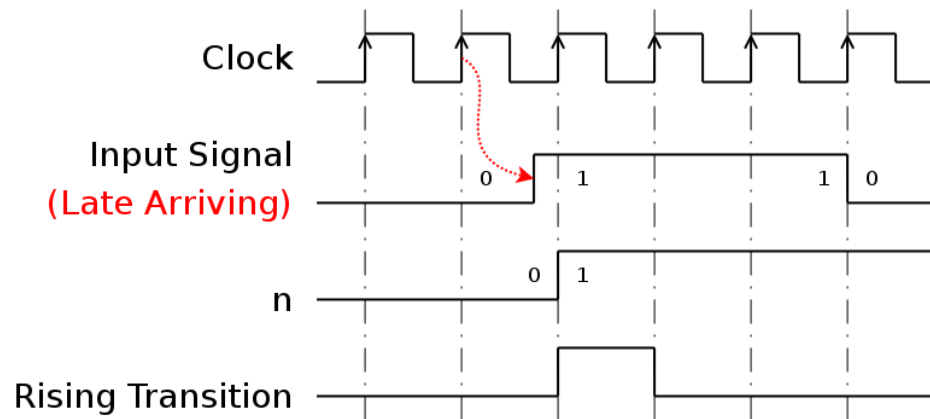 Clock
Input Signal
(Late Arriving)
0 1 1 0
n
0 1
Rising Transition